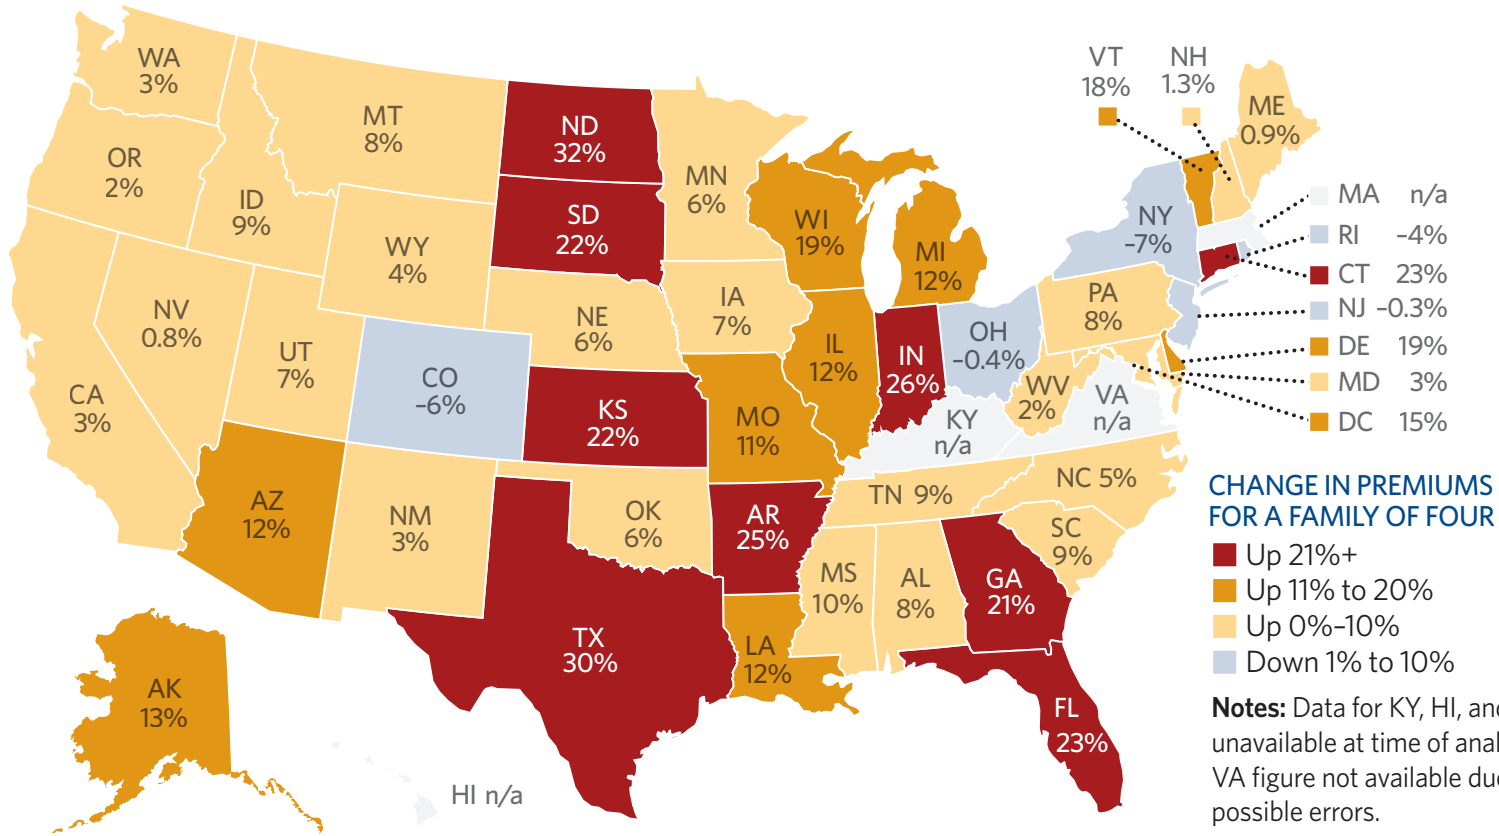 WA
3%
OR
2%
CA
3%
NV
0.8%
ID
9%
MT
8%
WY
4%
UT
7%
CO
–6%
AZ
12%
NM
3%
ND
32%
SD
22%
NE
6%
KS
22%
OK
6%
TX
30%
MN
6%
IA
7%
MO
11%
AR
25%
LA
12%
WI
19%
IL
12%
MI
12%
IN
26%
OH
–0.4%
KY
n/a
TN 9%
MS
10%
AL
8%
GA
21%
FL
23%
SC
9%
NC 5%
VA
n/a
WV
2%
PA
8%
NY
–7%
VT
18%
NH
1.3%
ME
0.9%
MA n/a
RI –4%
CT 23%
NJ –0.3%
DE 19%
MD 3%
DC 15%
AK
13%
HI n/a
CHANGE IN PREMIUMS
FOR A FAMILY OF FOUR
Up 21%+
Up 11% to 20%
Up 0%–10%
Down 1% to 10%
Notes: Data for KY, HI, and
unavailable at time of
VA figure not available
possible errors.